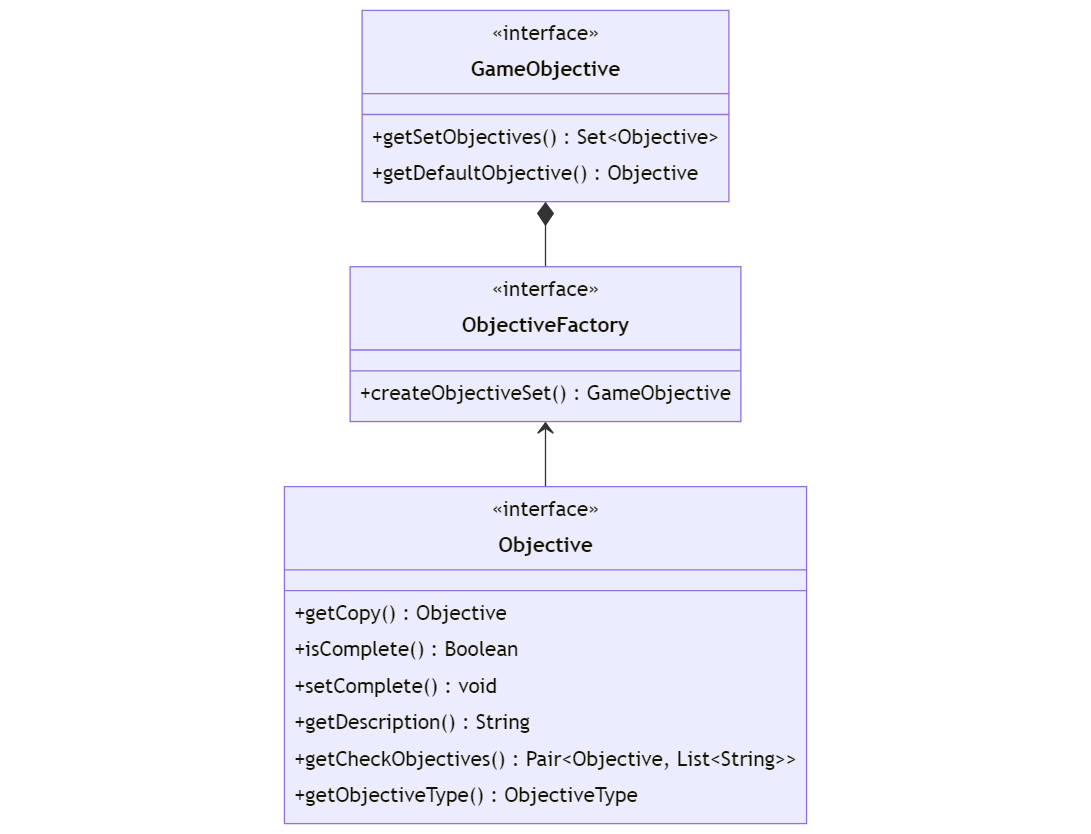 «interface»
GameObjective
+getSetObjectives() : Set<Objective>
+getDefaultObjective() : Objective
«interface»
ObjectiveFactory
+createObjectiveSet() : GameObjective
«interface»
Objective
+getCopy() : Objective
+isComplete() : Boolean
+setComplete() : void
+getDescription() : String
+getCheckObjectives() : Pair<Objective, List<String>>
+getObjectiveType() : ObjectiveType